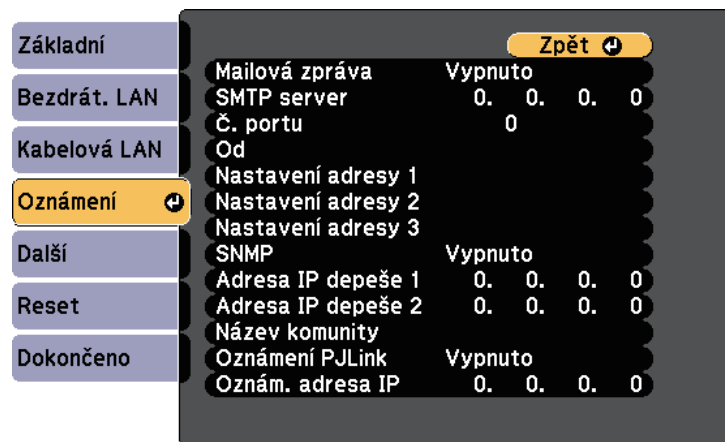 Základní
Bezdrát. LAN
Kabelová LAN
Oznámení
Další
Reset
Dokončeno
Zpět
Mailová zpráva Vypnuto
SMTP server 0. 0. 0. 0
Č. portu 0
Od
Nastavení adresy 1
Nastavení adresy 2
Nastavení adresy 3
SNMP Vypnuto
Adresa IP depeše 1 0. 0. 0. 0
Adresa IP depeše 2 0. 0. 0. 0
Název komunity
Oznámení PJLink Vypnuto
Oznám. adresa IP 0. 0. 0. 0